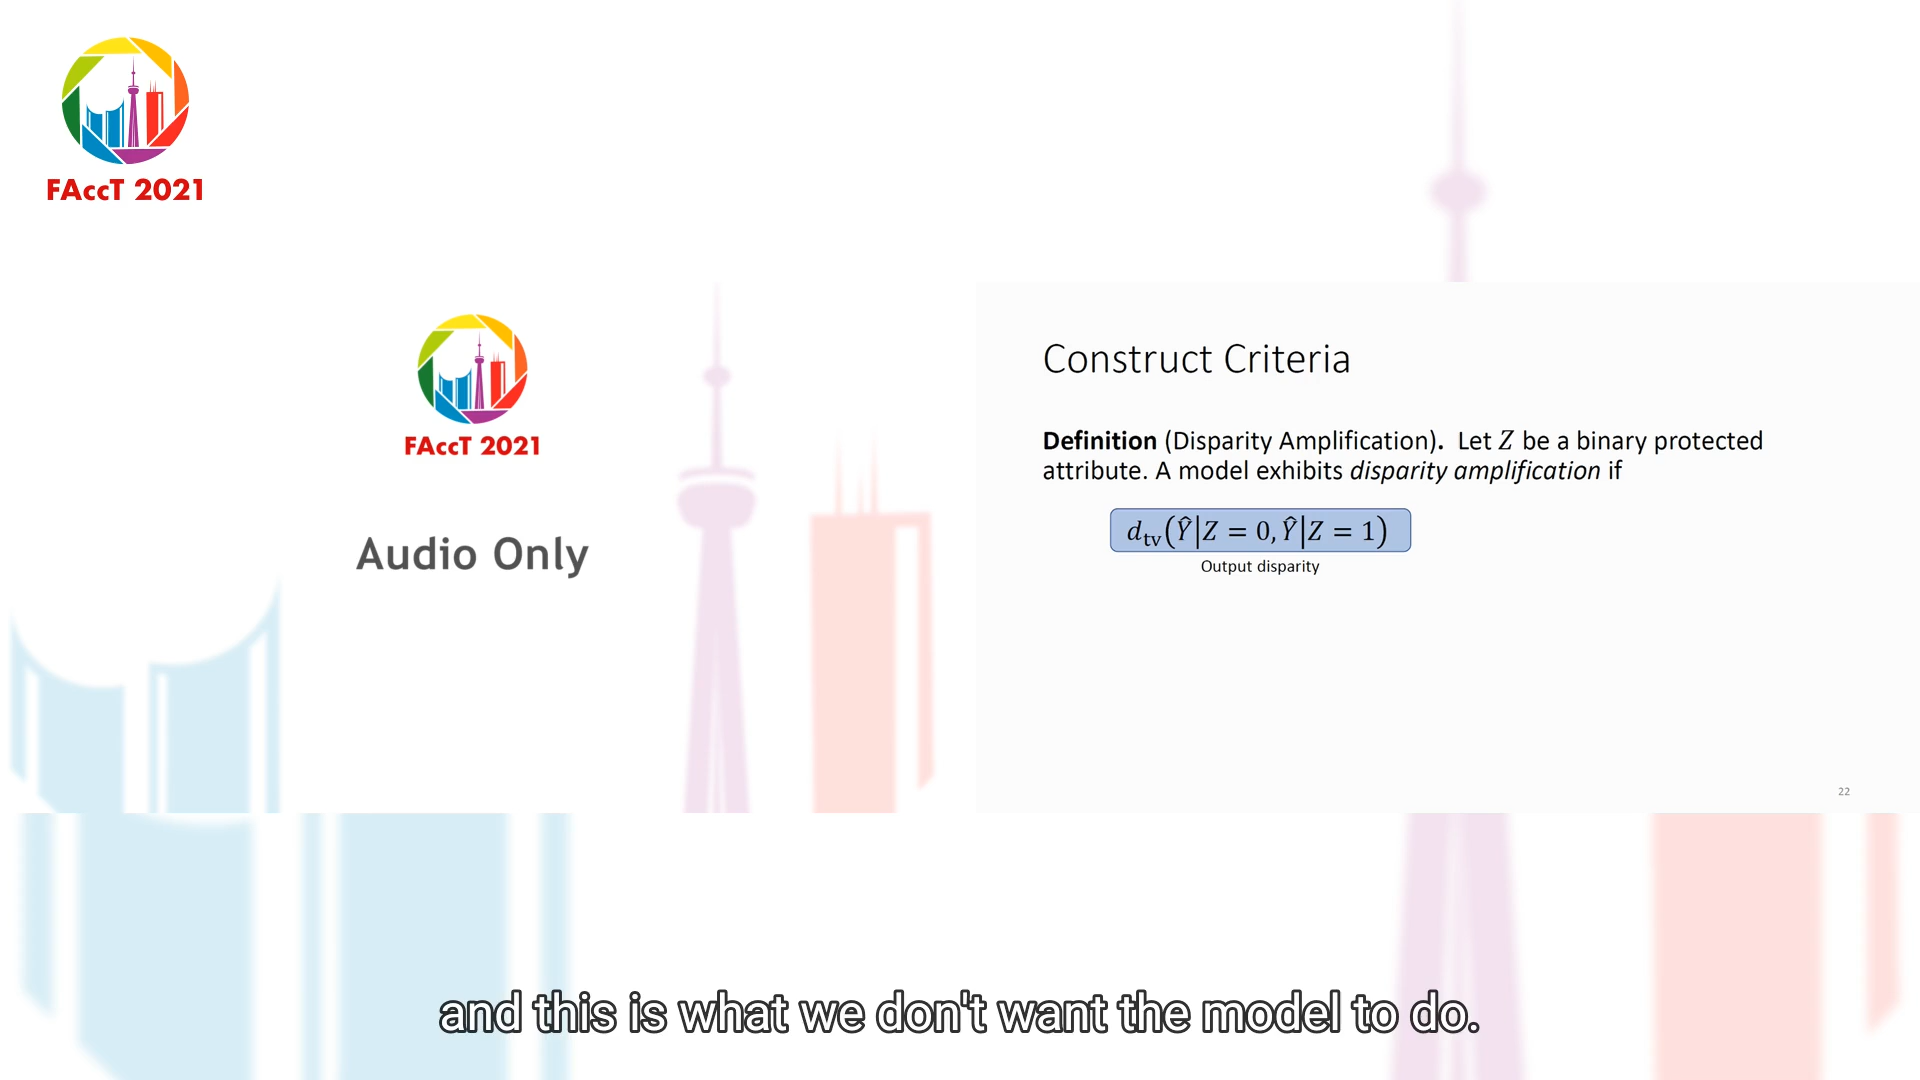 FAccT 2021
FAccT 2021
Audio Only
Construct Criteria
Definition (Disparity Amplification). Let Z be a binary protected
attribute. A model exhibits disparity amplification if
d_tv(Ŷ|Z = 0, Ŷ|Z = 1)
Output disparity
22
and this is what we don't want the model to do.